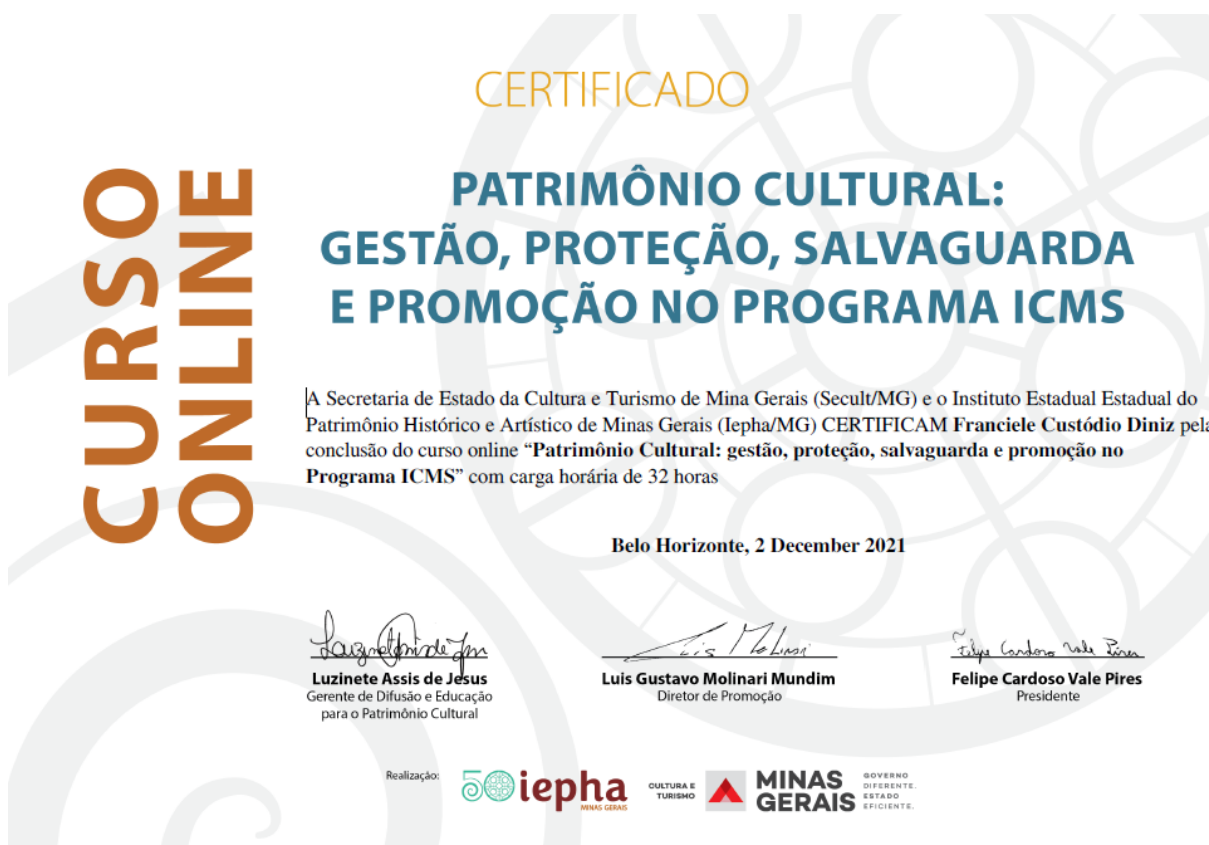 CERTIFICADO
CURSO
ONLINE
PATRIMÔNIO CULTURAL:
GESTÃO, PROTEÇÃO, SALVAGUARDA
E PROMOÇÃO NO PROGRAMA ICMS
A Secretaria de Estado da Cultura e Turismo de Mina Gerais (Secult/MG) e o Instituto Estadual Estadual do
Patrimônio Histórico e Artístico de Minas Gerais (Iepha/MG) CERTIFICAM Franciele Custódio Diniz pela
conclusão do curso online “Patrimônio Cultural: gestão, proteção, salvaguarda e promoção no
Programa ICMS” com carga horária de 32 horas
Belo Horizonte, 2 December 2021
Luis Molinari
Felipe Cardoso Vale Pires
Luzinete Assis de Jesus
Gerente de Difusão e Educação
para o Patrimônio Cultural
Luis Gustavo Molinari Mundim
Diretor de Promoção
Felipe Cardoso Vale Pires
Presidente
Realização:
50 iepha
MINAS GERAIS
CULTURA E
TURISMO
MINAS
GERAIS
GOVERNO
DIFERENTE.
ESTADO
EFICIENTE.